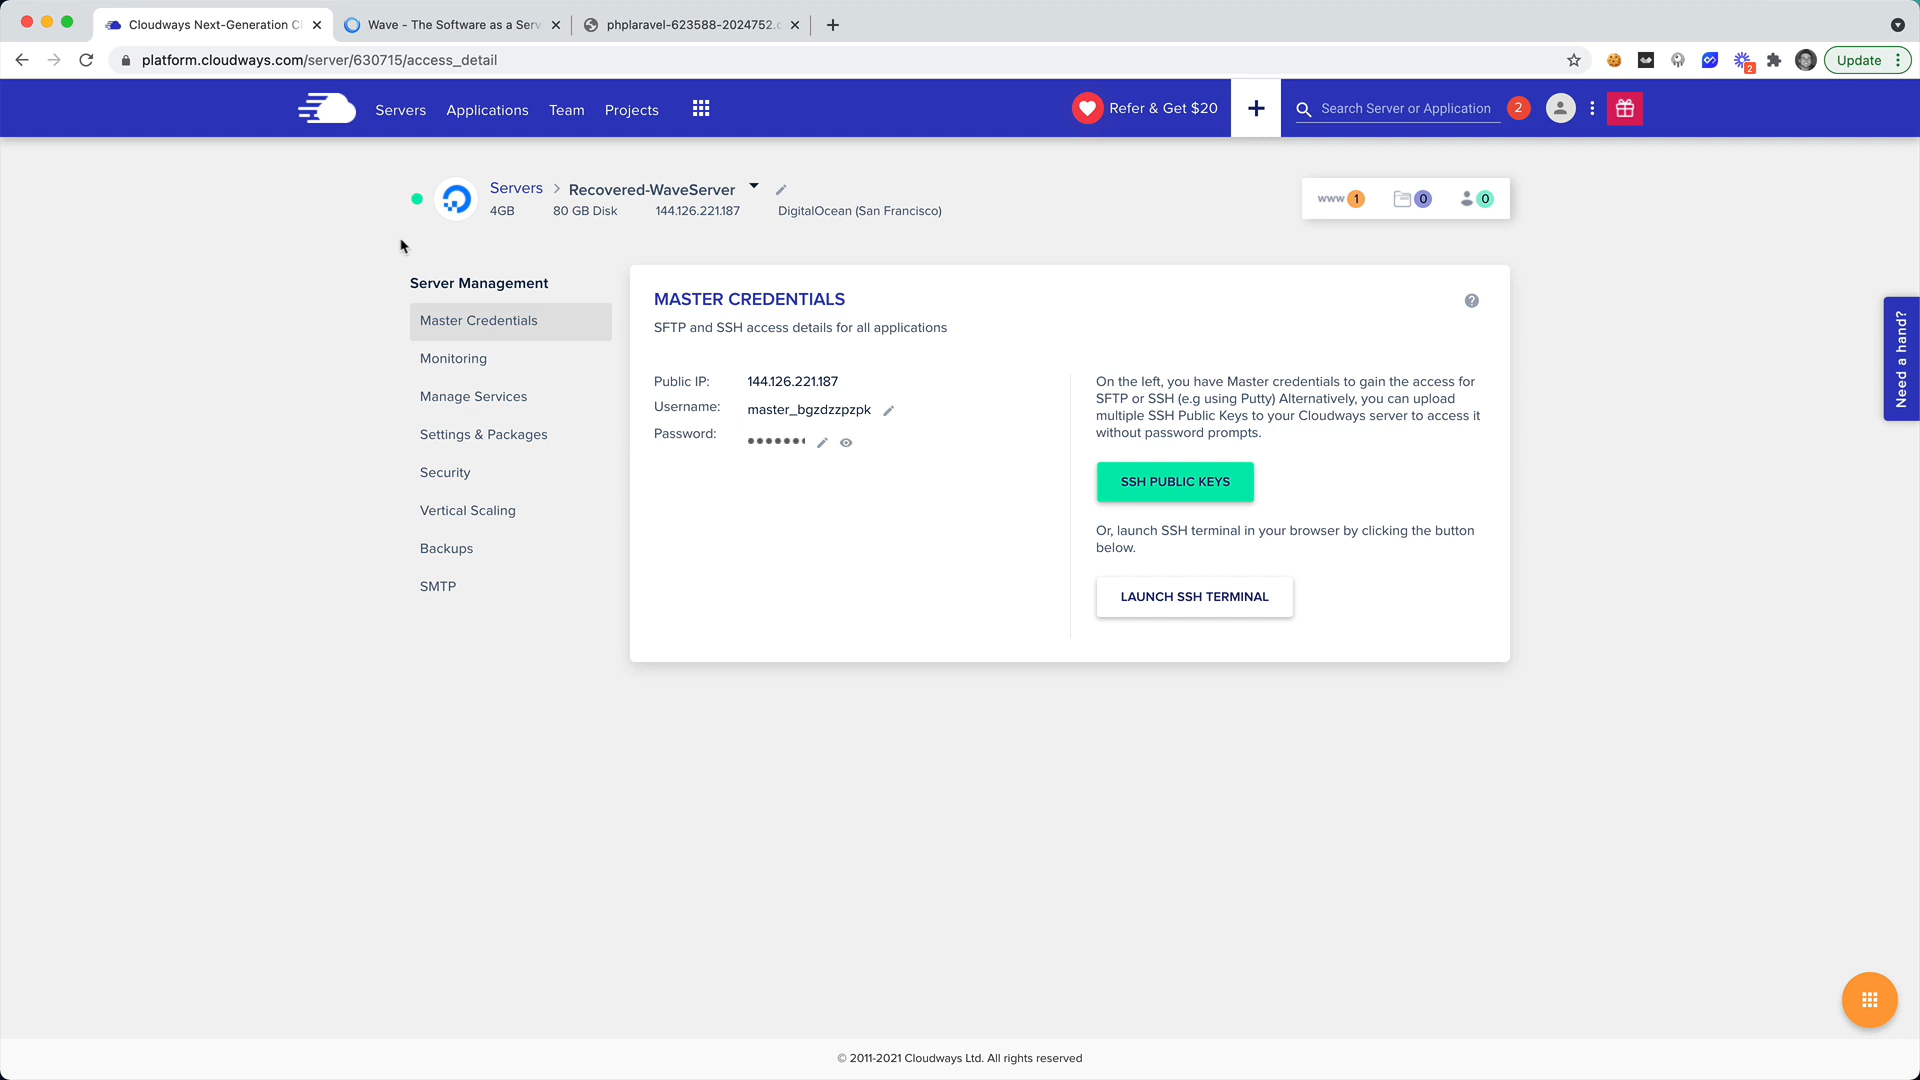 Cloudways Next-Generation Cl
Wave - The Software as a Serv
phplaravel-623588-2024752.c
platform.cloudways.com/server/630715/access_detail
2
Update
Servers
Applications
Team
Projects
Refer & Get $20
Search Server or Application
2
Servers > Recovered-WaveServer
4GB
80 GB Disk
144.126.221.187
DigitalOcean (San Francisco)
www 1
0
0
Server Management
Master Credentials
Monitoring
Manage Services
Settings & Packages
Security
Vertical Scaling
Backups
SMTP
MASTER CREDENTIALS
SFTP and SSH access details for all applications
Public IP: 144.126.221.187
Username: master_bgzdzzpzpk
Password:
On the left, you have Master credentials to gain the access for
SFTP or SSH (e.g using Putty) Alternatively, you can upload
multiple SSH Public Keys to your Cloudways server to access it
without password prompts.
SSH PUBLIC KEYS
Or, launch SSH terminal in your browser by clicking the button
below.
LAUNCH SSH TERMINAL
Need a hand?
© 2011-2021 Cloudways Ltd. All rights reserved